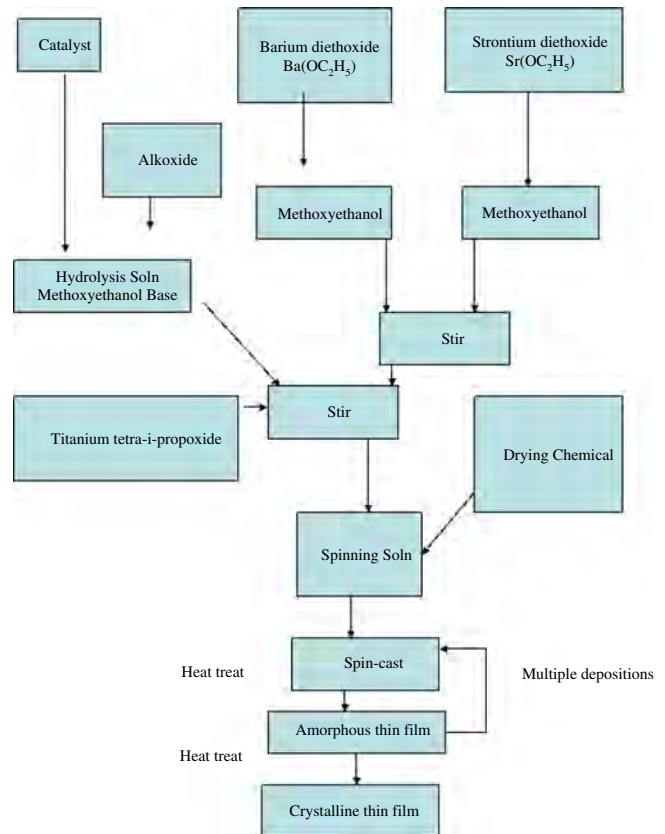 Catalyst
Barium diethoxide
Ba(OC₂H₅)
Strontium diethoxide
Sr(OC₂H₅)
Alkoxide
Methoxyethanol
Methoxyethanol
Hydrolysis Soln
Methoxyethanol Base
Stir
Titanium tetra-i-propoxide
Stir
Drying Chemical
Spinning Soln
Heat treat
Spin-cast
Multiple depositions
Amorphous thin film
Heat treat
Crystalline thin film